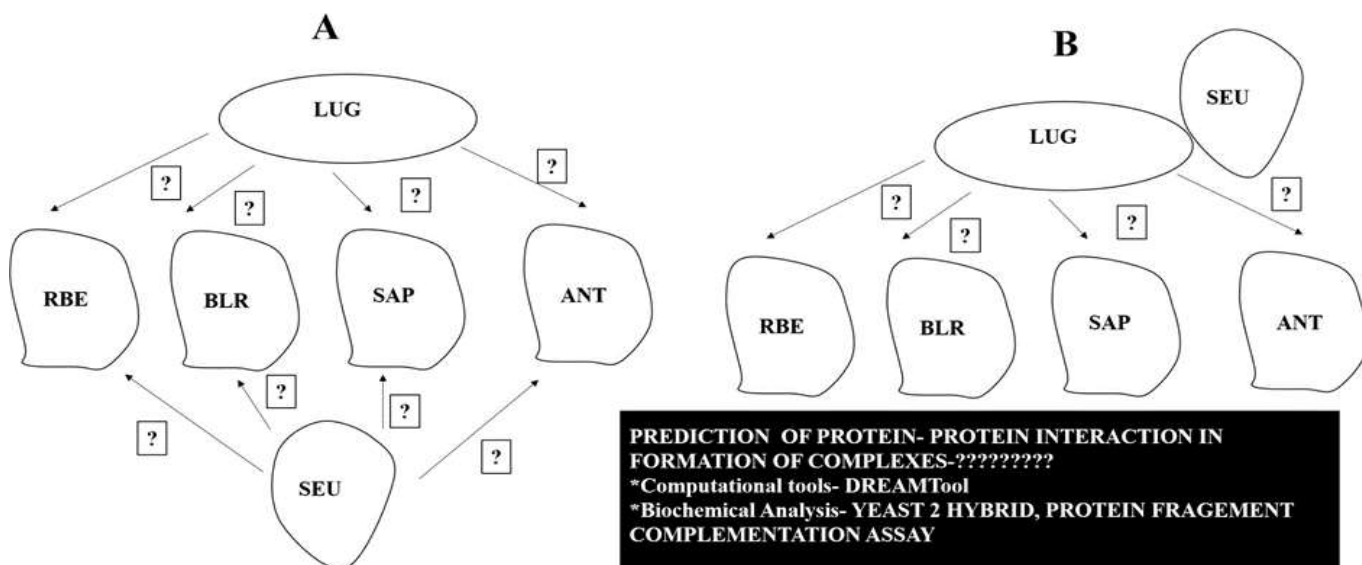 A
LUG
?
?
?
?
RBE
BLR
SAP
ANT
?
?
?
?
SEU
B
SEU
LUG
?
?
?
?
RBE
BLR
SAP
ANT
PREDICTION OF PROTEIN- PROTEIN INTERACTION IN
FORMATION OF COMPLEXES-?????????
*Computational tools- DREAMTool
*Biochemical Analysis- YEAST 2 HYBRID, PROTEIN FRAGEMENT
COMPLEMENTATION ASSAY